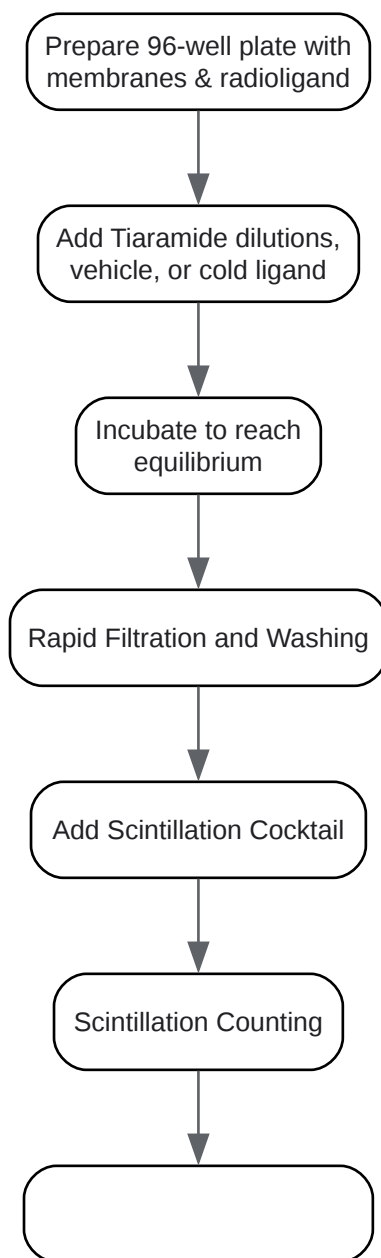 Prepare 96-well plate with
membranes & radioligand
Add Tiaramide dilutions,
vehicle, or cold ligand
Incubate to reach
equilibrium
Rapid Filtration and Washing
Add Scintillation Cocktail
Scintillation Counting